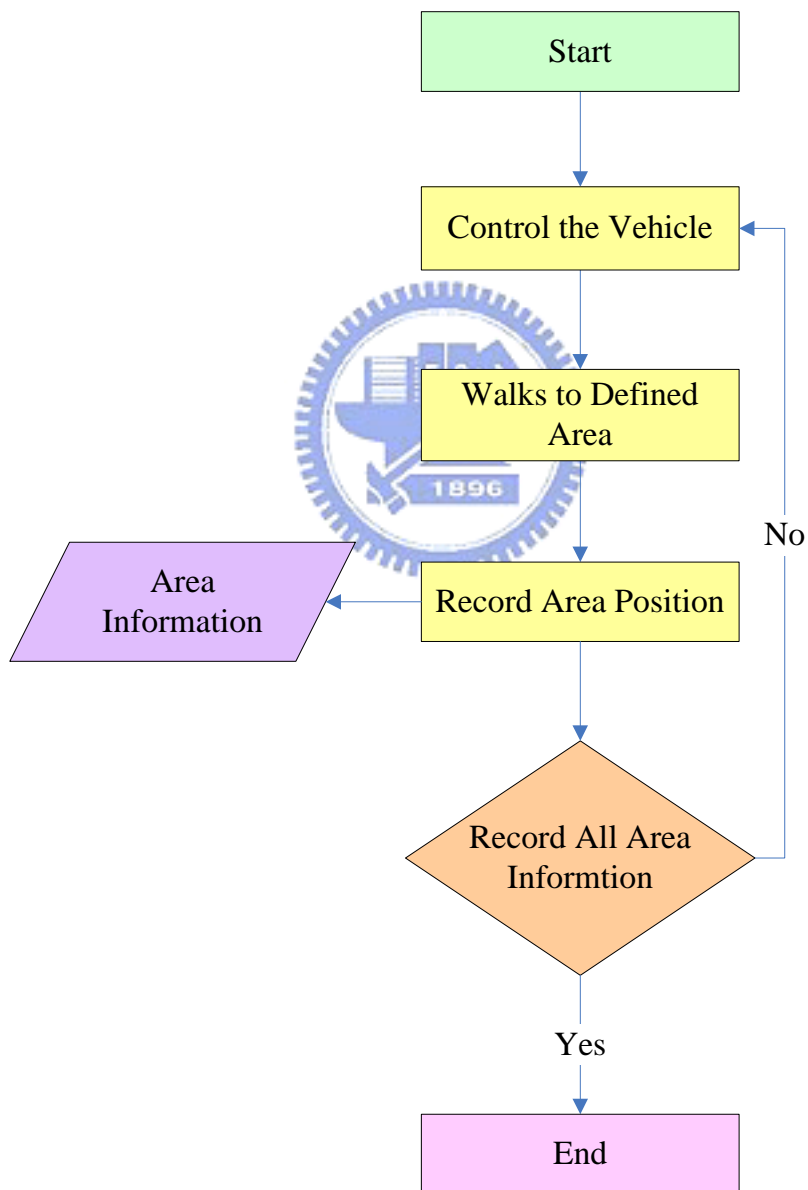 Start
Control the Vehicle
Walks to Defined
Area
1896
No
Area
Information
Record Area Position
Record All Area
Informtion
Yes
End